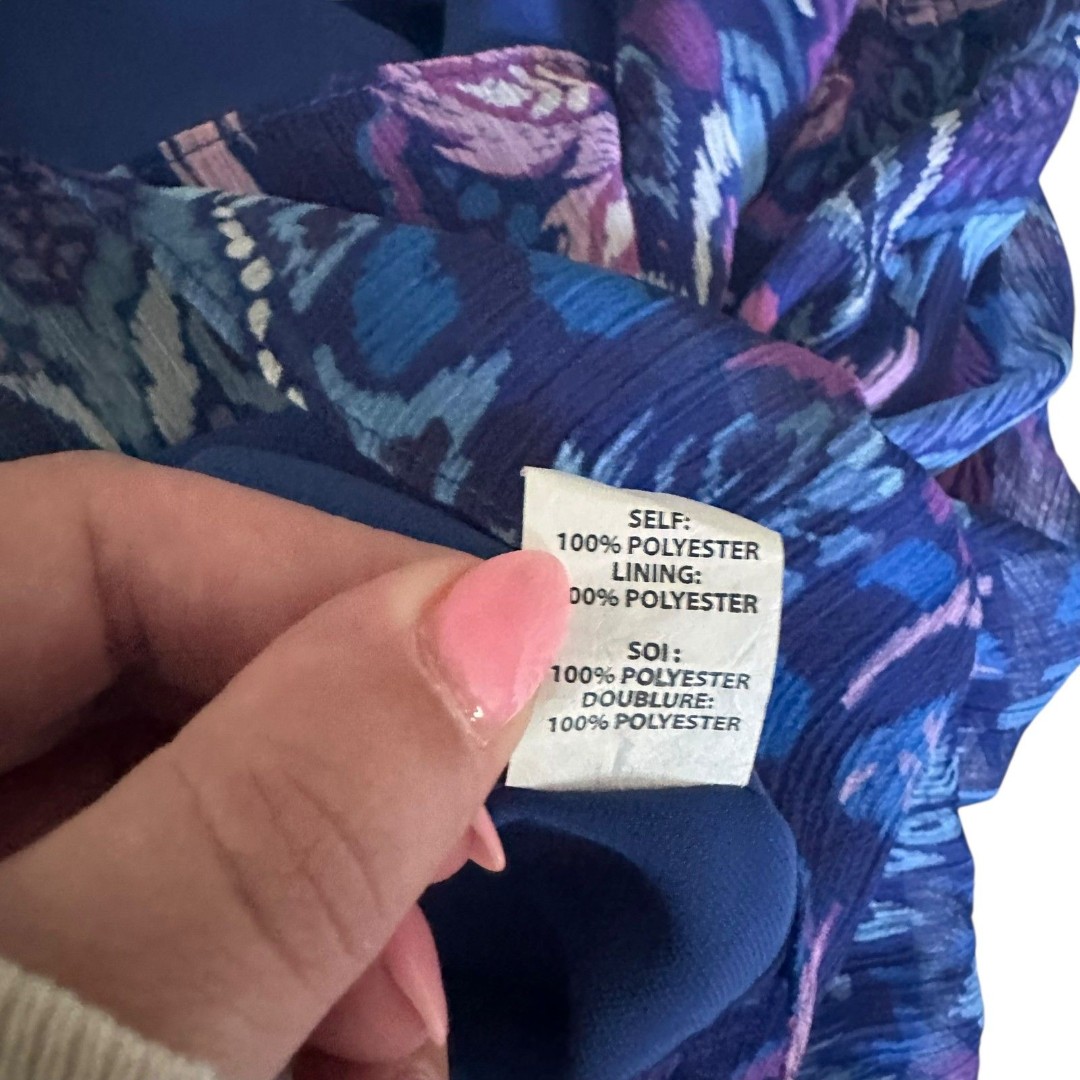 SELF:
100% POLYESTER
LINING:
00% POLYESTER
SOI:
100% POLYESTER
DOUBLURE:
100% POLYESTER